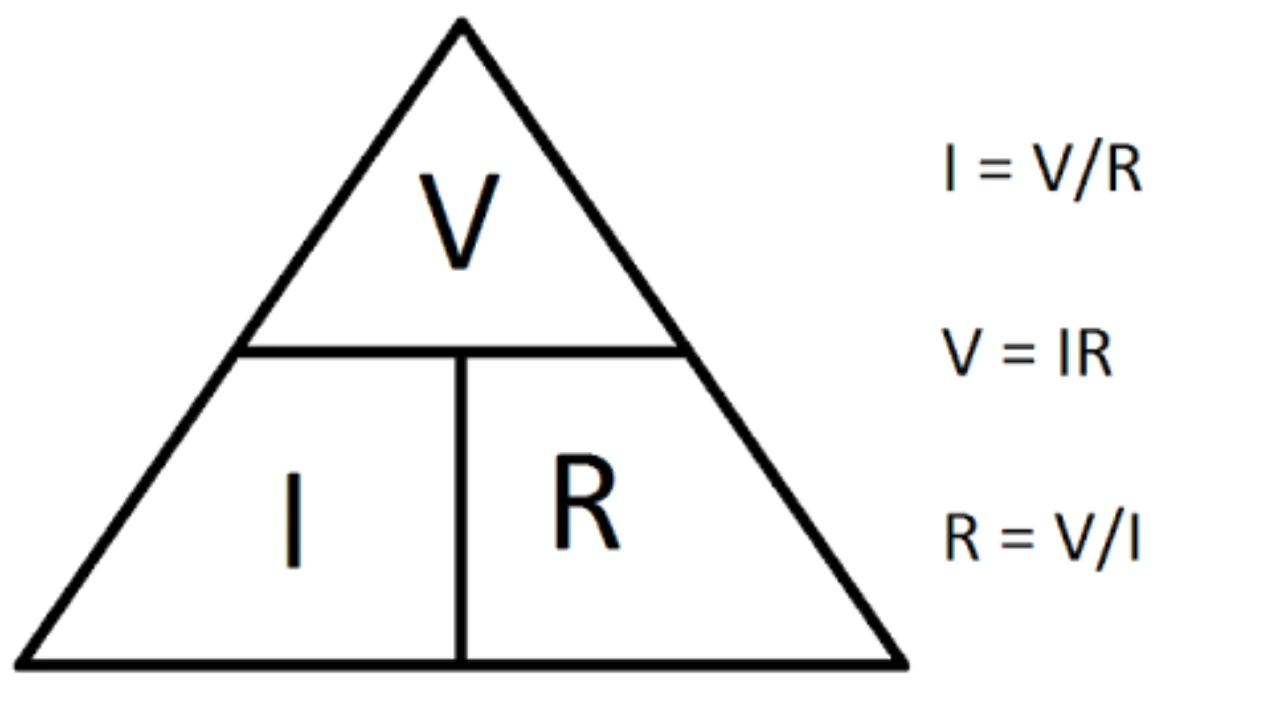 V
I R
I = V/R
V = IR
R = V/I